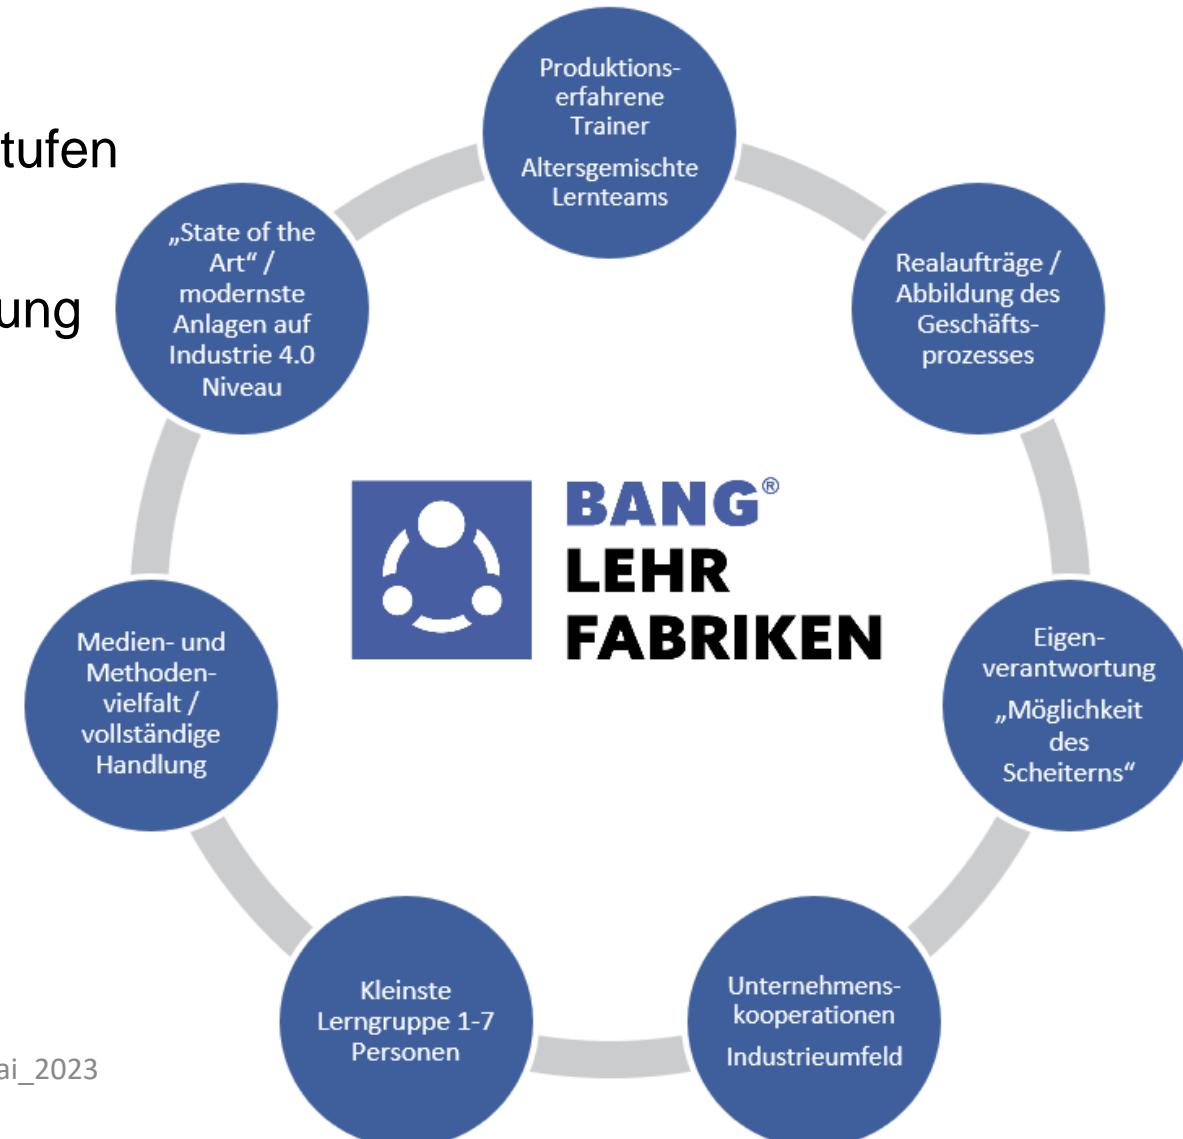 Produktions-
erfahrene
Trainer
Altersgemischte
Lernteams
tufen
ung
„State of the
Art“ /
modernste
Anlagen auf
Industrie 4.0
Niveau
Realaufträge /
Abbildung des
Geschäfts-
prozesses
BANG®
LEHR
FABRIKEN
Medien- und
Methoden-
vielfalt /
vollständige
Handlung
Eigen-
verantwortung
„Möglichkeit
des
Scheiterns“
Kleinste
Lerngruppe 1-7
Personen
Unternehmens-
kooperationen
Industrieumfeld
ai_2023